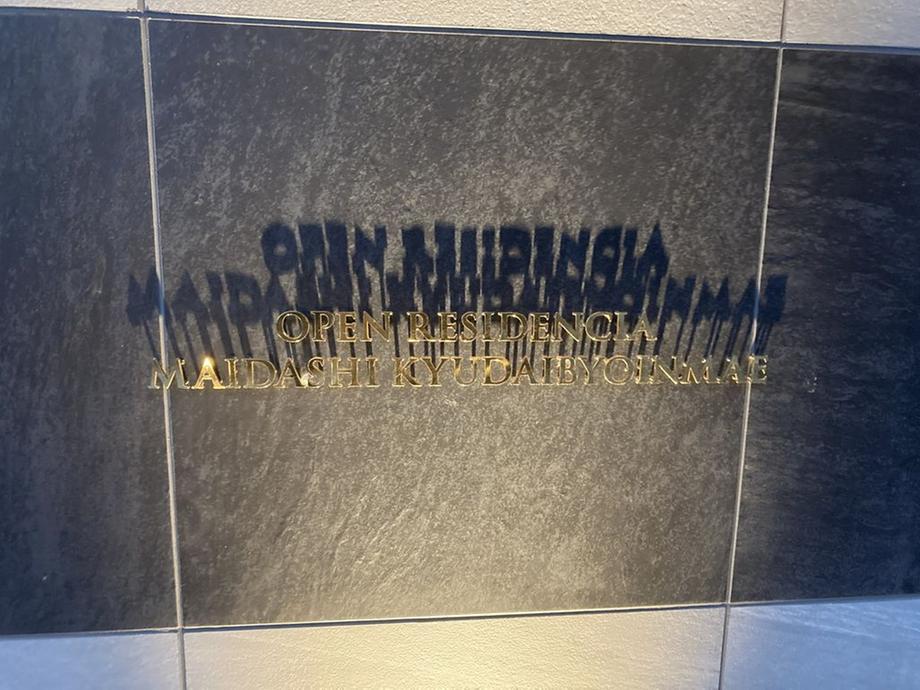 OPEN RESIDENCIA
MAIDASHI KYUDAIBYOINMAE